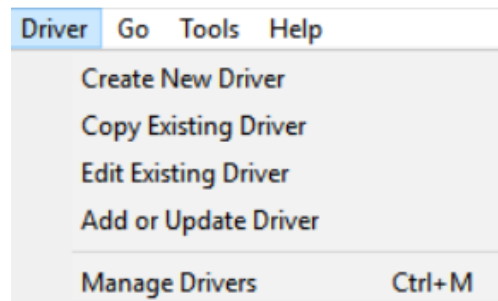 Driver Go Tools Help
Create New Driver
Copy Existing Driver
Edit Existing Driver
Add or Update Driver
Manage Drivers Ctrl+M